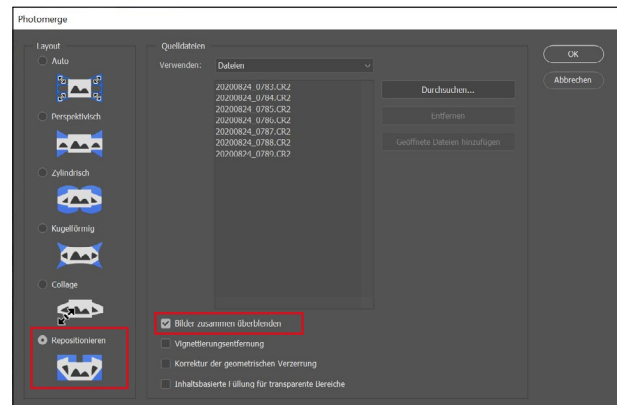 Photomerge
Layout
Auto
Perspektivisch
Zylindrisch
Kugelförmig
Collage
Repositionieren
Quelldateien
Verwenden: Dateien
20200824_0783.CR2
20200824_0784.CR2
20200824_0785.CR2
20200824_0786.CR2
20200824_0787.CR2
20200824_0788.CR2
20200824_0789.CR2
Durchsuchen...
Entfernen
Geöffnete Dateien hinzufügen
Bilder zusammen überblenden
Vignettierungsentfernung
Korrektur der geometrischen Verzerrung
Inhaltsbasierte Füllung für transparente Bereiche
OK
Abbrechen